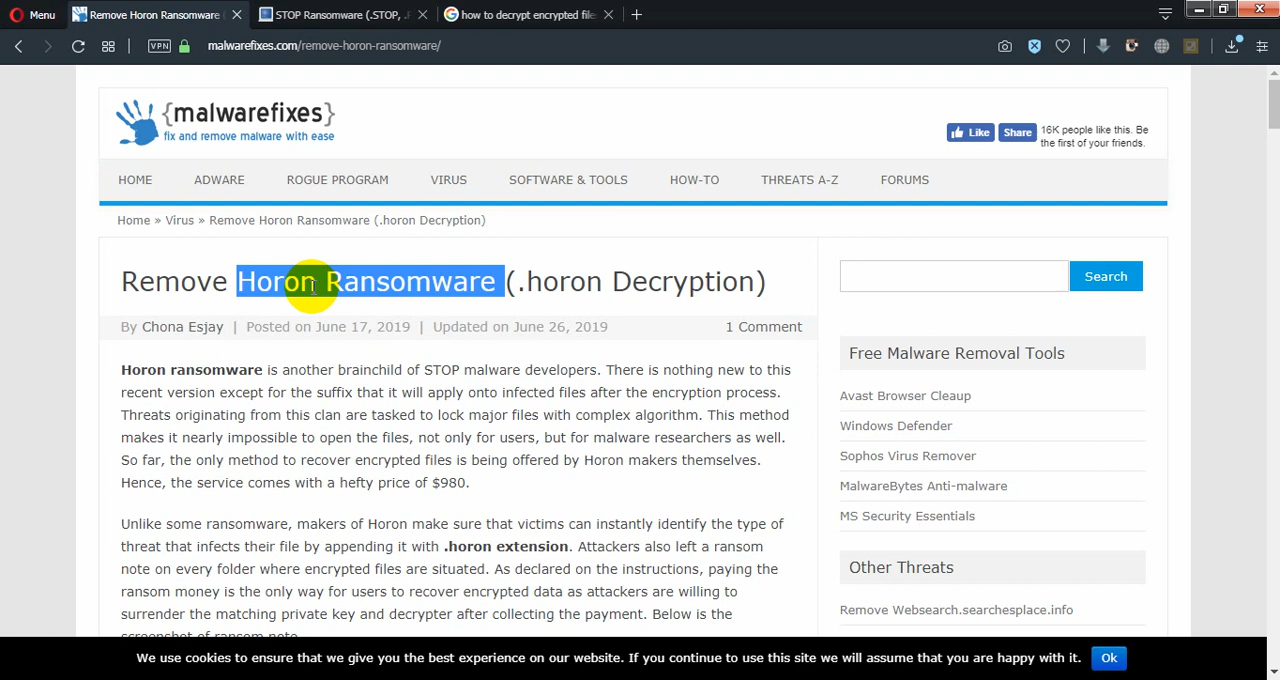 Menu
Remove Horon Ransomware
STOP Ransomware (.STOP, .
how to decrypt encrypted file
VPN
malwarefixes.com/remove-horon-ransomware/
{malwarefixes}
fix and remove malware with ease
Like
Share
16K people like this. Be
the first of your friends.
HOME
ADWARE
ROGUE PROGRAM
VIRUS
SOFTWARE & TOOLS
HOW-TO
THREATS A-Z
FORUMS
Home » Virus » Remove Horon Ransomware (.horon Decryption)
Remove Horon Ransomware (.horon Decryption)
By Chona Esjay | Posted on June 17, 2019 | Updated on June 26, 2019
1 Comment
Horon ransomware is another brainchild of STOP malware developers. There is nothing new to this
recent version except for the suffix that it will apply onto infected files after the encryption process.
Threats originating from this clan are tasked to lock major files with complex algorithm. This method
makes it nearly impossible to open the files, not only for users, but for malware researchers as well.
So far, the only method to recover encrypted files is being offered by Horon makers themselves.
Hence, the service comes with a hefty price of $980.
Unlike some ransomware, makers of Horon make sure that victims can instantly identify the type of
threat that infects their file by appending it with .horon extension. Attackers also left a ransom
note on every folder where encrypted files are situated. As declared on the instructions, paying the
ransom money is the only way for users to recover encrypted data as attackers are willing to
surrender the matching private key and decrypter after collecting the payment. Below is the
screenshot of ransom note.
Search
Free Malware Removal Tools
Avast Browser Cleaup
Windows Defender
Sophos Virus Remover
MalwareBytes Anti-malware
MS Security Essentials
Other Threats
Remove Websearch.searchesplace.info
We use cookies to ensure that we give you the best experience on our website. If you continue to use this site we will assume that you are happy with it.
Ok